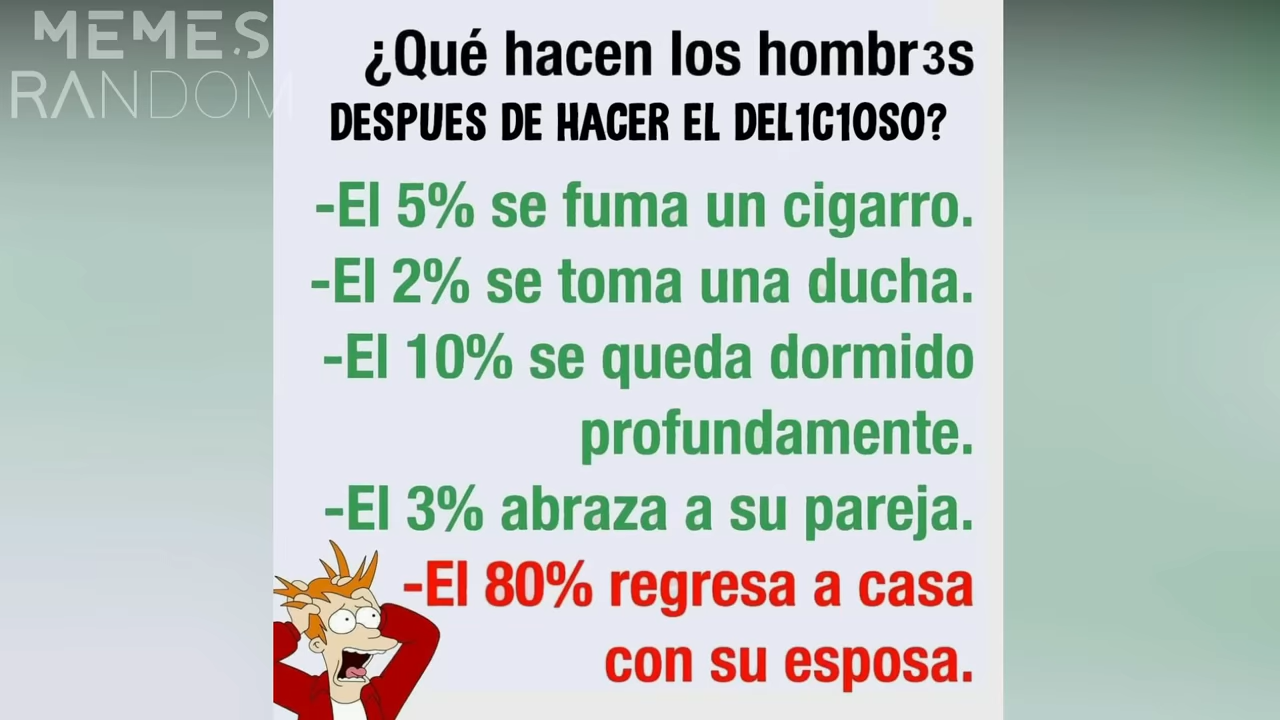 MEMES
RANDOM
¿Qué hacen los hombr3s
DESPUES DE HACER EL DEL1C1OSO?
-El 5% se fuma un cigarro.
-El 2% se toma una ducha.
-El 10% se queda dormido
profundamente.
-El 3% abraza a su pareja.
-El 80% regresa a casa
con su esposa.